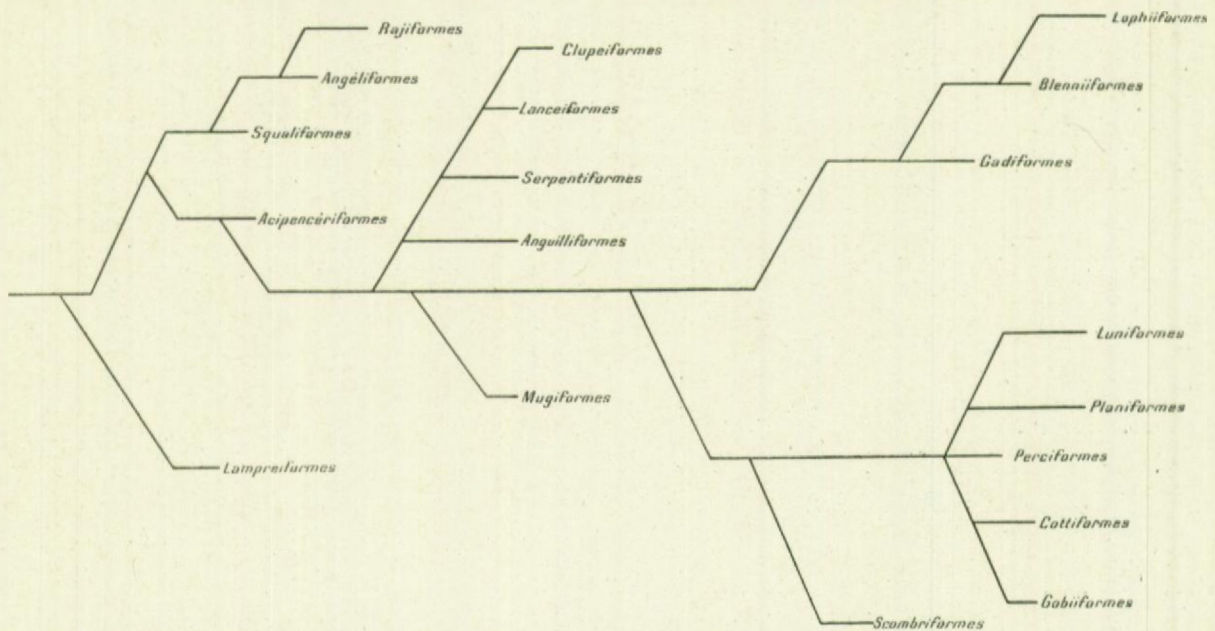 Lophiiformes
Rajiformes
Clupeiformes
Angéliformes
Blenniiformes
Lanceiformes
Squaliformes
Gadiformes
Serpentiformes
Acipencériformes
Anguilliformes
Luniformes
Mugiformes
Planiformes
Perciformes
Lampreiformes
Cottiformes
Gobiiformes
Scombriformes